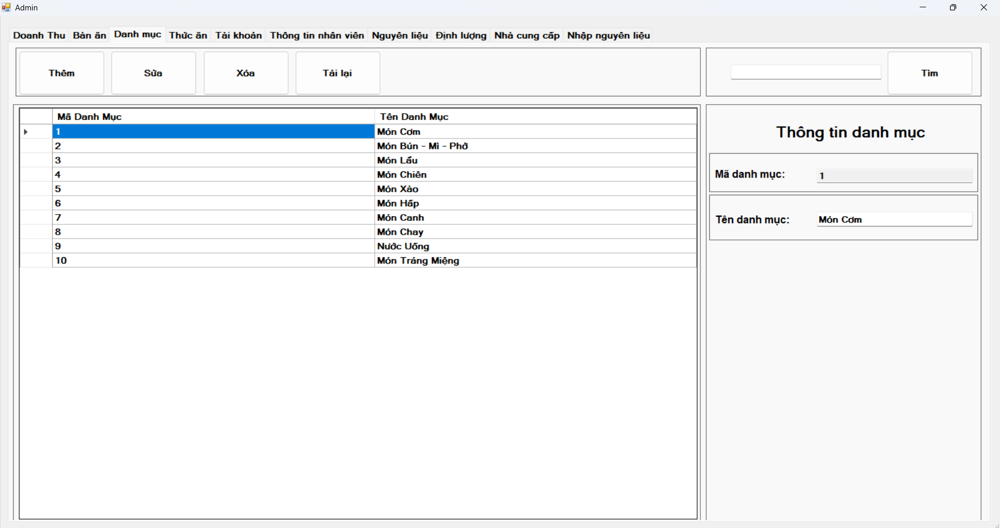 Admin
Doanh Thu Bàn ăn Danh mục Thức ăn Tài khoản Thông tin nhân viên Nguyên liệu Định lượng Nhà cung cấp Nhập nguyên liệu
Thêm Sửa Xóa Tải lại Tìm
Mã Danh Mục Tên Danh Mục
1 Món Cơm
2 Món Bún - Mì - Phở
3 Món Lẩu
4 Món Chiên
5 Món Xào
6 Món Hấp
7 Món Canh
8 Món Chay
9 Nước Uống
10 Món Tráng Miệng
Thông tin danh mục
Mã danh mục: 1
Tên danh mục: Món Cơm